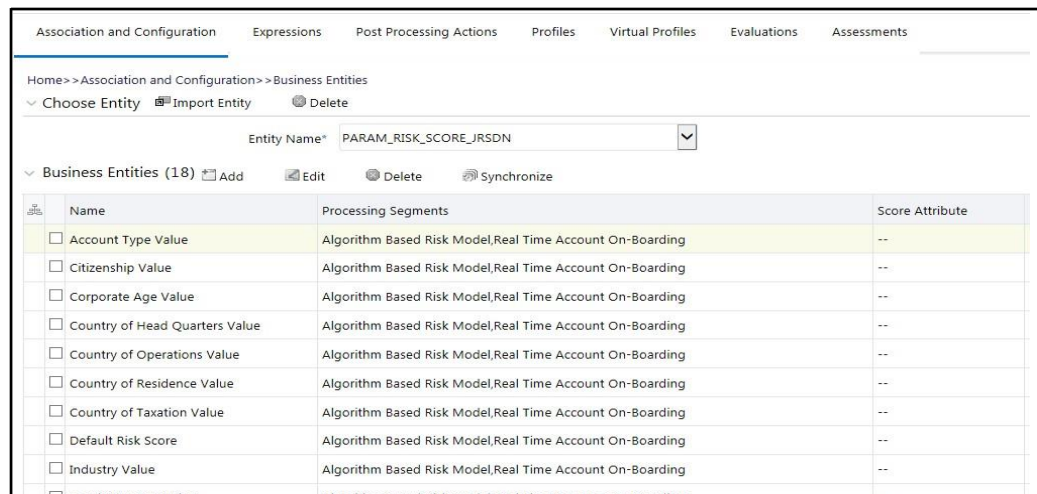 Association and Configuration Expressions Post Processing Actions Profiles Virtual Profiles Evaluations Assessments
Home>>Association and Configuration>>Business Entities
Choose Entity Import Entity Delete
Entity Name* PARAM_RISK_SCORE_JRSDN
Business Entities (18) Add Edit Delete Synchronize
Name Processing Segments Score Attribute
Account Type Value Algorithm Based Risk Model,Real Time Account On-Boarding --
Citizenship Value Algorithm Based Risk Model,Real Time Account On-Boarding --
Corporate Age Value Algorithm Based Risk Model,Real Time Account On-Boarding --
Country of Head Quarters Value Algorithm Based Risk Model,Real Time Account On-Boarding --
Country of Operations Value Algorithm Based Risk Model,Real Time Account On-Boarding --
Country of Residence Value Algorithm Based Risk Model,Real Time Account On-Boarding --
Country of Taxation Value Algorithm Based Risk Model,Real Time Account On-Boarding --
Default Risk Score Algorithm Based Risk Model,Real Time Account On-Boarding --
Industry Value Algorithm Based Risk Model,Real Time Account On-Boarding --